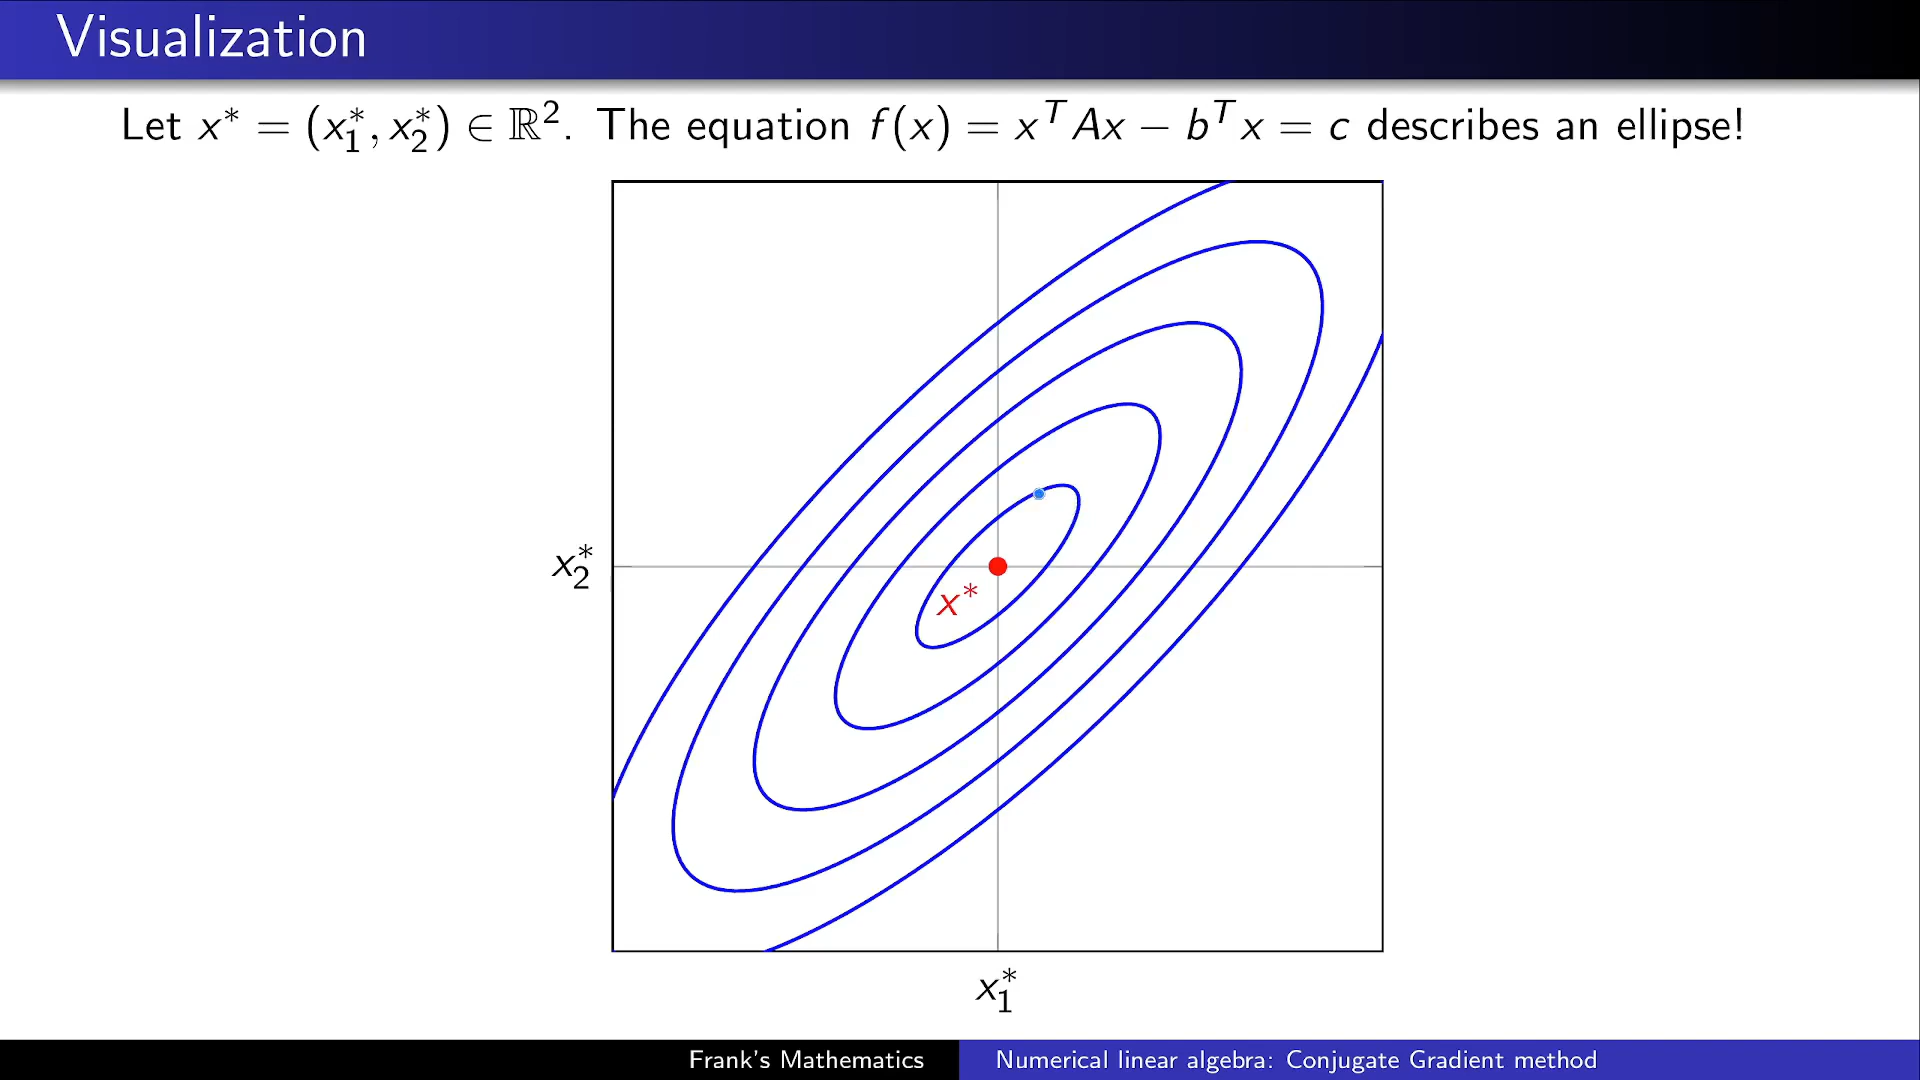 Visualization
Let x* = (x₁*, x₂*) ∈ ℝ². The equation f(x) = xᵀAx − bᵀx = c describes an ellipse!
x₂*
x*
x₁*
Frank's Mathematics
Numerical linear algebra: Conjugate Gradient method